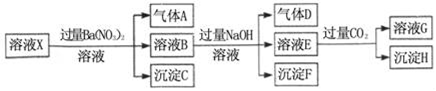 气体A
气体D
溶液X
过量Ba(NO₃)₂
溶液
溶液B
过量NaOH
溶液
溶液E
过量CO₂
溶液G
沉淀C
沉淀F
沉淀H